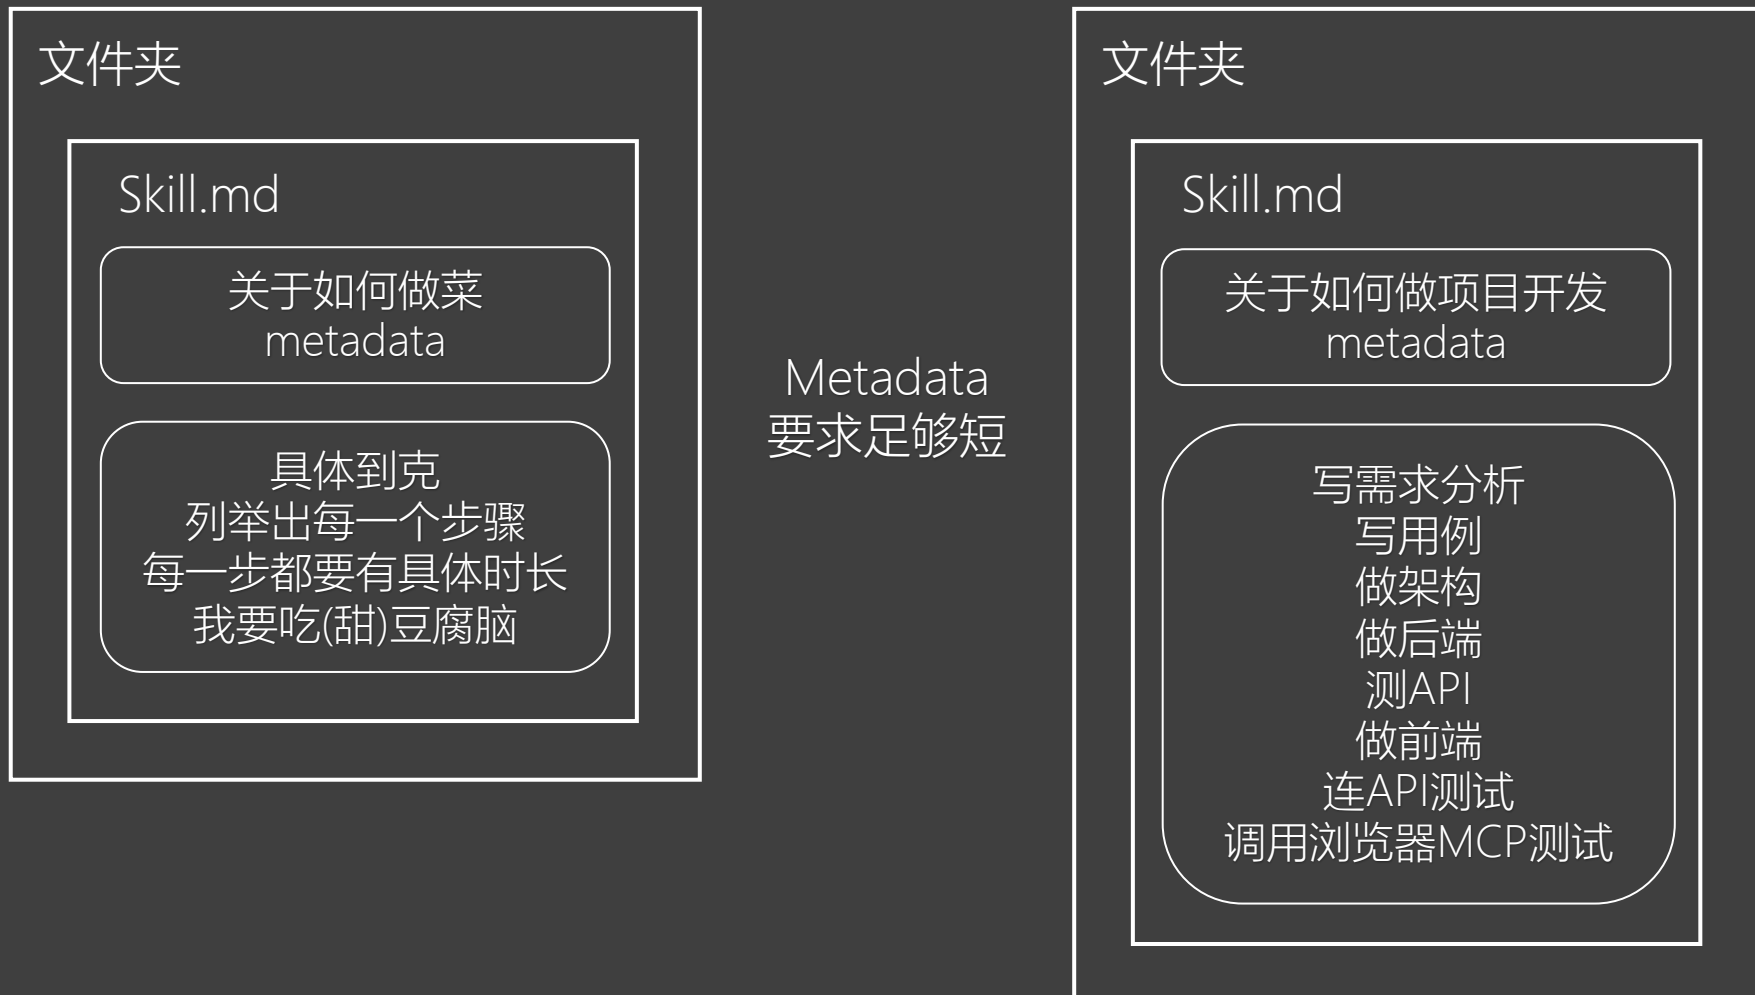 文件夹
Skill.md
关于如何做菜
metadata
具体到克
列举出每一个步骤
每一步都要有具体时长
我要吃(甜)豆腐脑
Metadata
要求足够短
文件夹
Skill.md
关于如何做项目开发
metadata
写需求分析
写用例
做架构
做后端
测API
做前端
连API测试
调用浏览器MCP测试